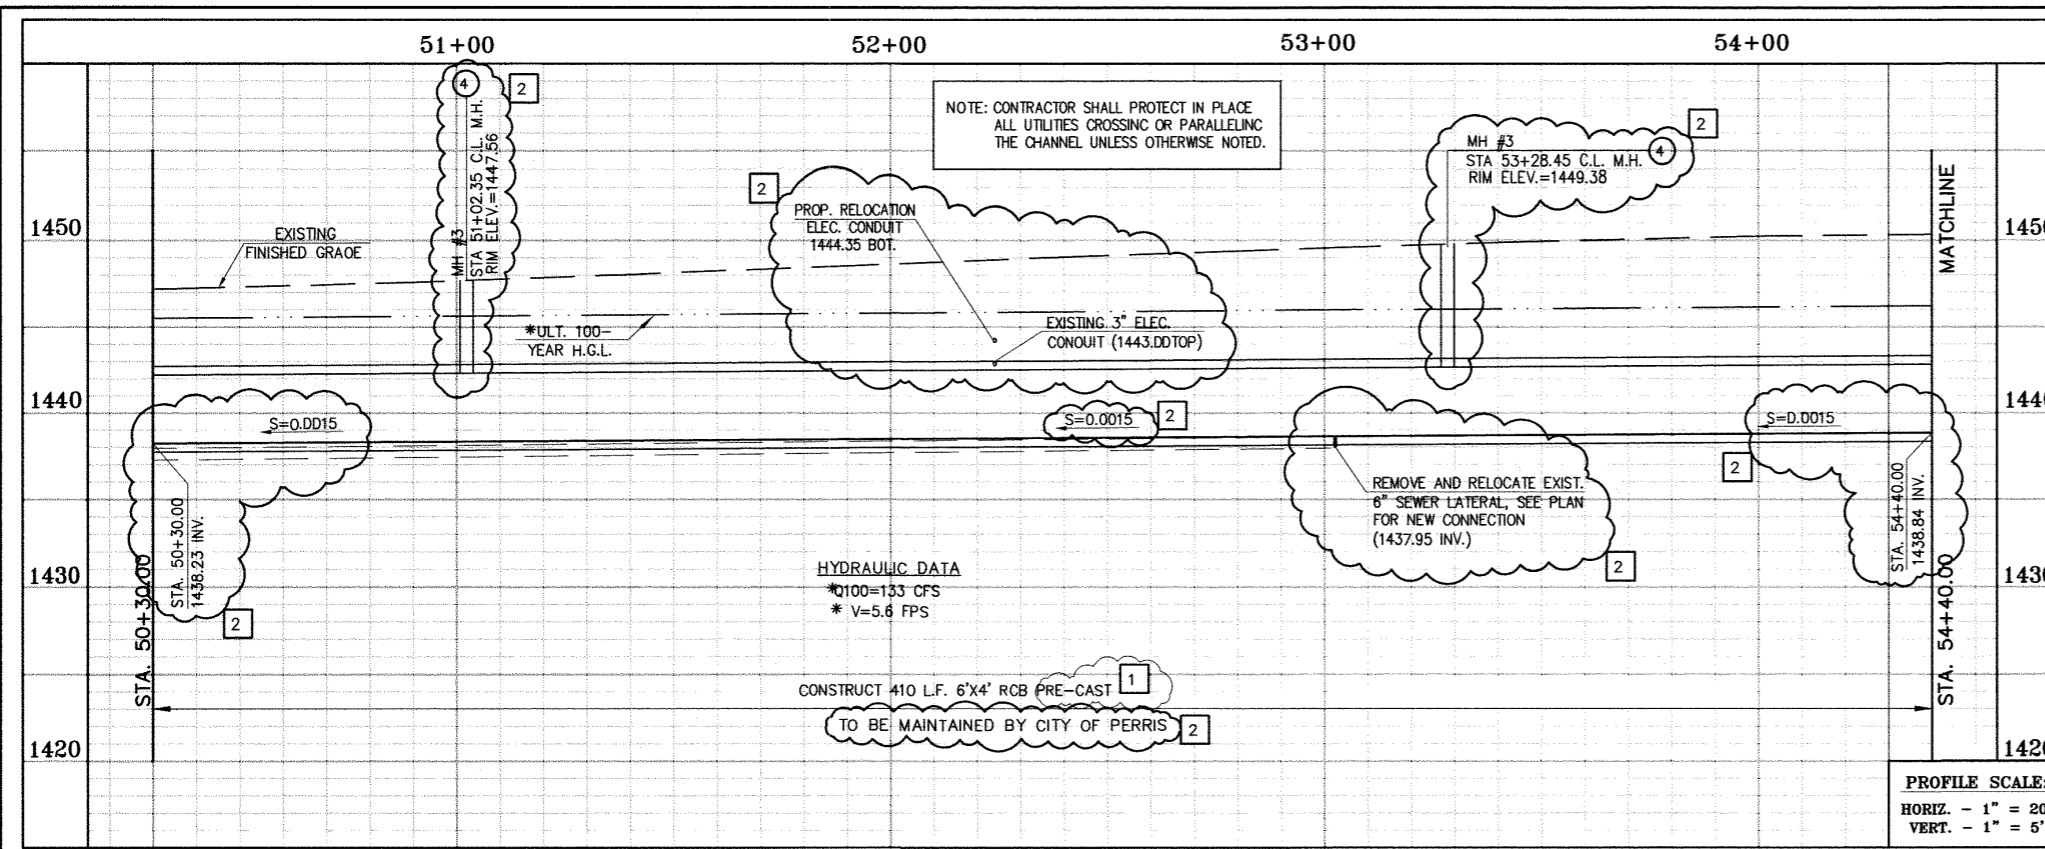 51+00
52+00
53+00
54+00
4
2
MH #3
STA 51+02.35 C.L. M.H.
RIM ELEV.=1447.56
NOTE: CONTRACTOR SHALL PROTECT IN PLACE
ALL UTILITIES CROSSINC OR PARALLELINC
THE CHANNEL UNLESS OTHERWISE NOTED.
2
MH #3
STA 53+28.45 C.L. M.H.
RIM ELEV.=1449.38
4
2
PROP. RELOCATION
ELEC. CONDUIT
1444.35 BOT.
MATCHLINE
1450
1450
EXISTING
FINISHED GRAOE
*ULT. 100-
YEAR H.G.L.
EXISTING 3" ELEC.
CONOUIT (1443.DDTOP)
1440
1440
S=0.DD15
S=0.0015
2
S=D.0015
2
STA. 50+30.00
1438.23 INV.
REMOVE AND RELOCATE EXIST.
6" SEWER LATERAL, SEE PLAN
FOR NEW CONNECTION
(1437.95 INV.)
2
STA. 54+40.00
1438.84 INV.
1430
1430
STA. 50+30.00
2
HYDRAULIC DATA
*Q100=133 CFS
* V=5.6 FPS
STA. 54+40.00
CONSTRUCT 410 L.F. 6'X4' RCB PRE-CAST
1
TO BE MAINTAINED BY CITY OF PERRIS
2
1420
1420
PROFILE SCALE:
HORIZ. - 1" = 20
VERT. - 1" = 5'